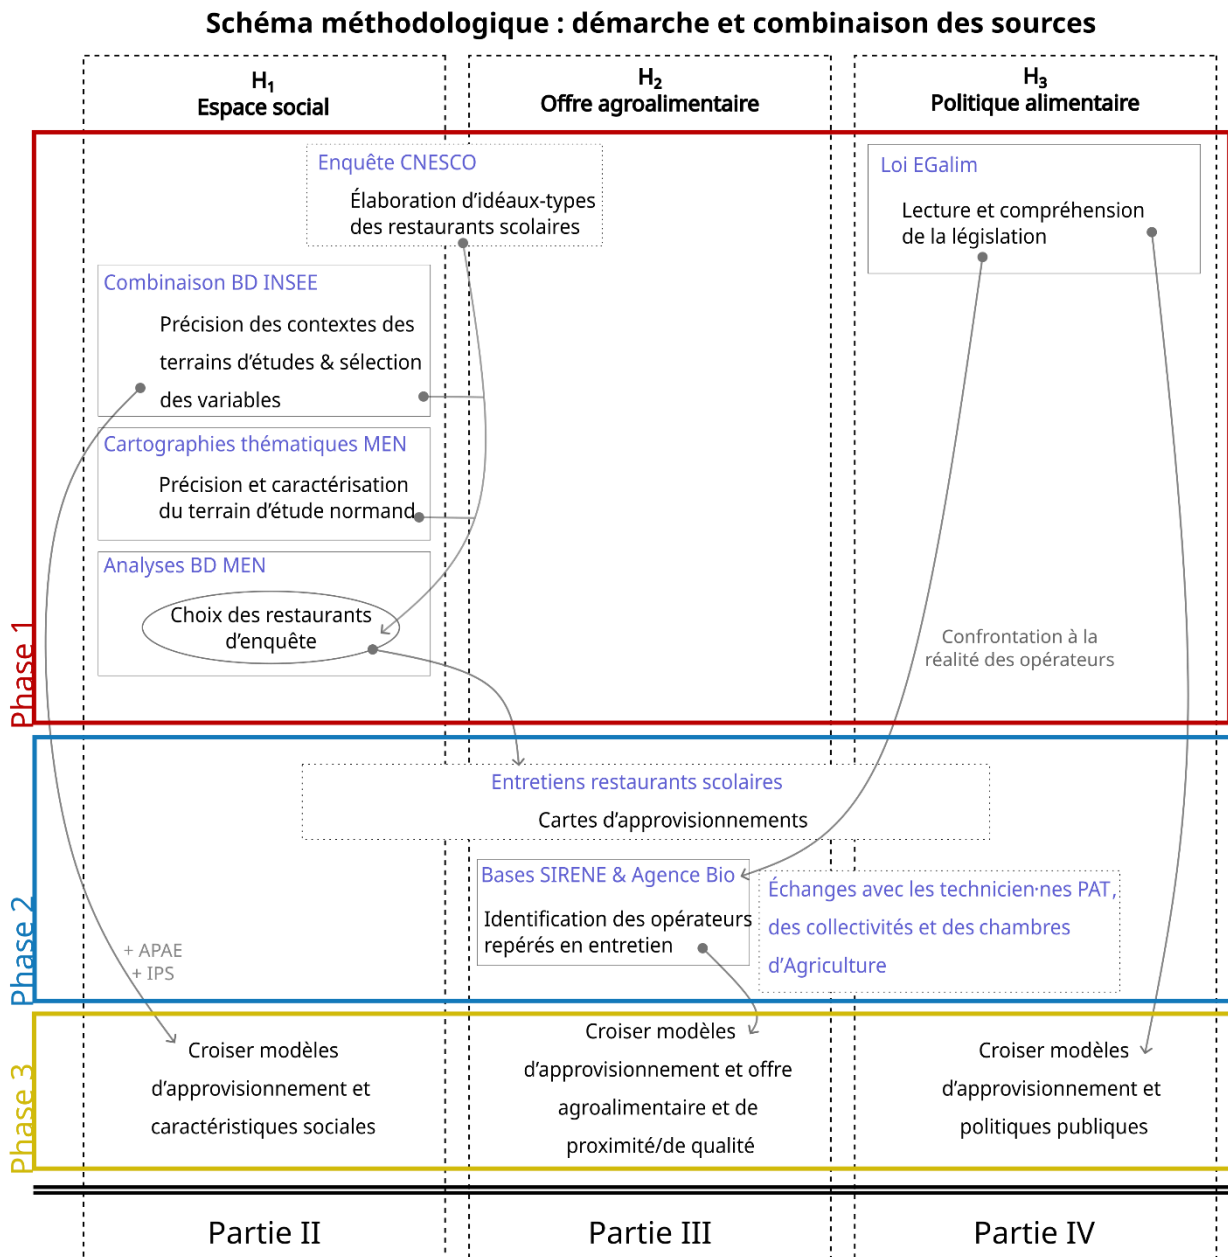 Schéma méthodologique : démarche et combinaison des sources
H₁
Espace social
H₂
Offre agroalimentaire
H₃
Politique alimentaire
Phase 1
Enquête CNESCO
Élaboration d’idéaux-types
des restaurants scolaires
Loi EGalim
Lecture et compréhension
de la législation
Combinaison BD INSEE
Précision des contextes des
terrains d’études & sélection
des variables
Cartographies thématiques MEN
Précision et caractérisation
du terrain d’étude normand
Analyses BD MEN
Choix des restaurants
d’enquête
Confrontation à la
réalité des opérateurs
Phase 2
Entretiens restaurants scolaires
Cartes d’approvisionnements
Bases SIRENE & Agence Bio
Identification des opérateurs
repérés en entretien
Échanges avec les technicien·nes PAT,
des collectivités et des chambres
d’Agriculture
+ APAE
+ IPS
Phase 3
Croiser modèles
d’approvisionnement et
caractéristiques sociales
Croiser modèles
d’approvisionnement et offre
agroalimentaire et de
proximité/de qualité
Croiser modèles
d’approvisionnement et
politiques publiques
Partie II
Partie III
Partie IV